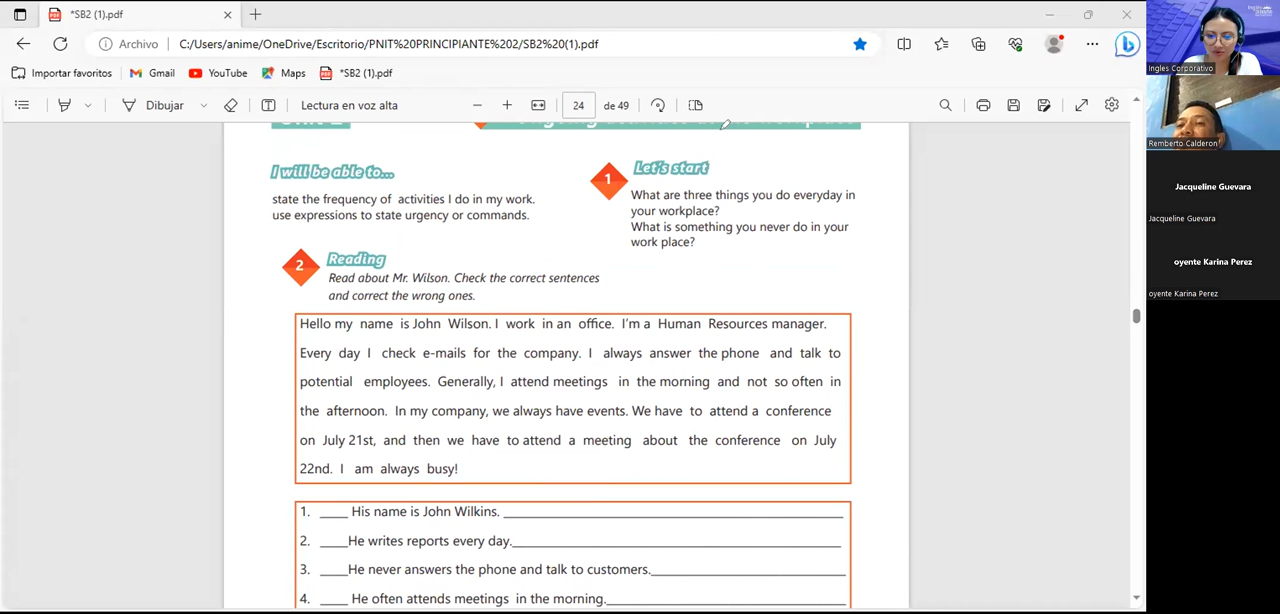 *SB2 (1).pdf
Archivo C:/Users/anime/OneDrive/Escritorio/PNIT%20PRINCIPIANTE%202/SB2%20(1).pdf
Importar favoritos Gmail YouTube Maps *SB2 (1).pdf
Dibujar Lectura en voz alta 24 de 49
I will be able to...
state the frequency of activities I do in my work.
use expressions to state urgency or commands.
1 Let's start
What are three things you do everyday in
your workplace?
What is something you never do in your
work place?
2 Reading
Read about Mr. Wilson. Check the correct sentences
and correct the wrong ones.
Hello my name is John Wilson. I work in an office. I'm a Human Resources manager.
Every day I check e-mails for the company. I always answer the phone and talk to
potential employees. Generally, I attend meetings in the morning and not so often in
the afternoon. In my company, we always have events. We have to attend a conference
on July 21st, and then we have to attend a meeting about the conference on July
22nd. I am always busy!
1. ____ His name is John Wilkins. ____
2. ____He writes reports every day.____
3. ____He never answers the phone and talk to customers.____
4. ____ He often attends meetings in the morning.____
Ingles Corporativo
Remberto Calderon
Jacqueline Guevara
Jacqueline Guevara
oyente Karina Perez
oyente Karina Perez